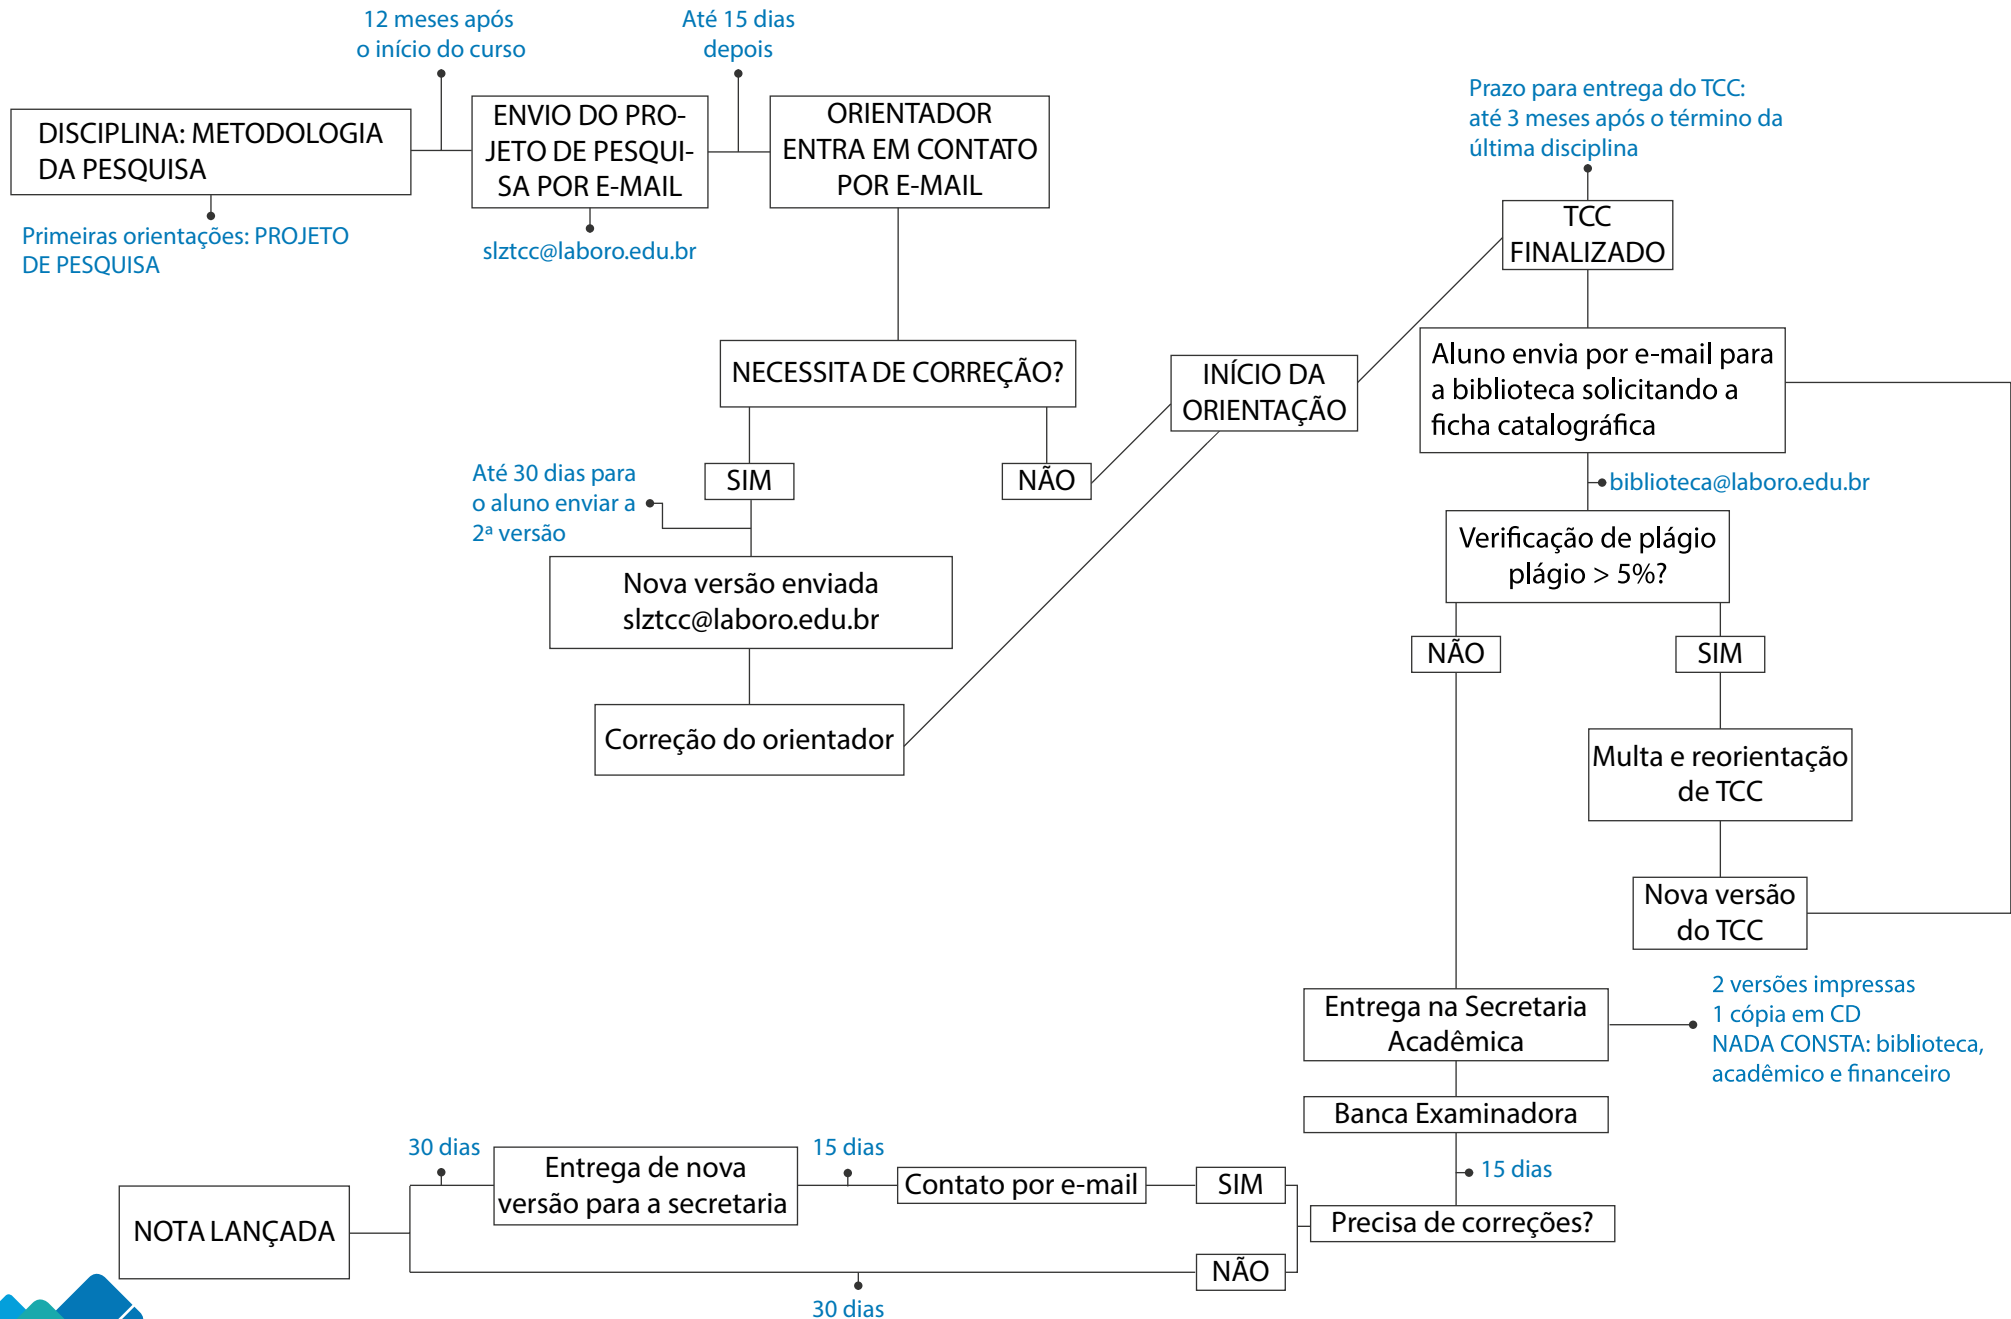 12 meses após
o início do curso
Até 15 dias
depois
DISCIPLINA: METODOLOGIA
DA PESQUISA
Primeiras orientações: PROJETO
DE PESQUISA
ENVIO DO PRO-
JETO DE PESQUI-
SA POR E-MAIL
slztcc@laboro.edu.br
ORIENTADOR
ENTRA EM CONTATO
POR E-MAIL
NECESSITA DE CORREÇÃO?
SIM
NÃO
Até 30 dias para
o aluno enviar a
2ª versão
Nova versão enviada
slztcc@laboro.edu.br
Correção do orientador
INÍCIO DA
ORIENTAÇÃO
Prazo para entrega do TCC:
até 3 meses após o término da
última disciplina
TCC
FINALIZADO
Aluno envia por e-mail para
a biblioteca solicitando a
ficha catalográfica
biblioteca@laboro.edu.br
Verificação de plágio
plágio > 5%?
NÃO
SIM
Multa e reorientação
de TCC
Nova versão
do TCC
Entrega na Secretaria
Acadêmica
2 versões impressas
1 cópia em CD
NADA CONSTA: biblioteca,
acadêmico e financeiro
Banca Examinadora
15 dias
Precisa de correções?
SIM
NÃO
Contato por e-mail
15 dias
Entrega de nova
versão para a secretaria
30 dias
30 dias
NOTA LANÇADA